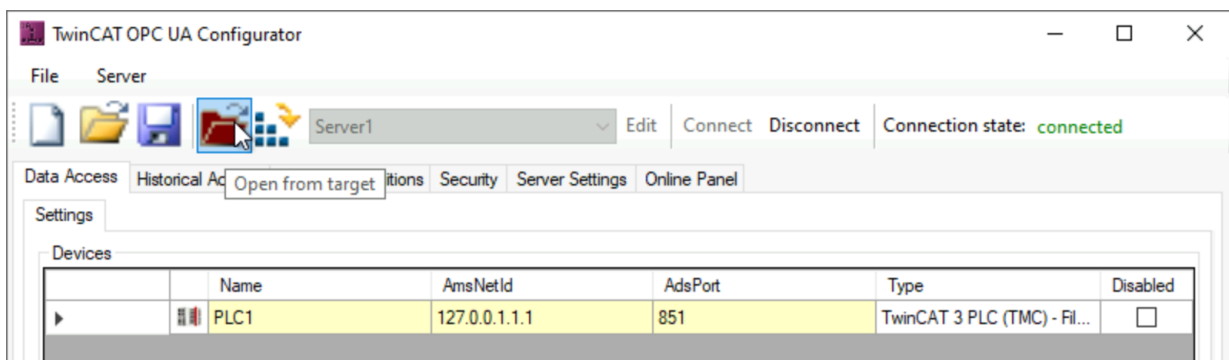 TwinCAT OPC UA Configurator
File Server
Server1 Edit Connect Disconnect Connection state: connected
Data Access Historical Ac itions Security Server Settings Online Panel
Open from target
Settings
Devices
Name AmsNetId AdsPort Type Disabled
PLC1 127.0.0.1.1.1 851 TwinCAT 3 PLC (TMC) - Fil...